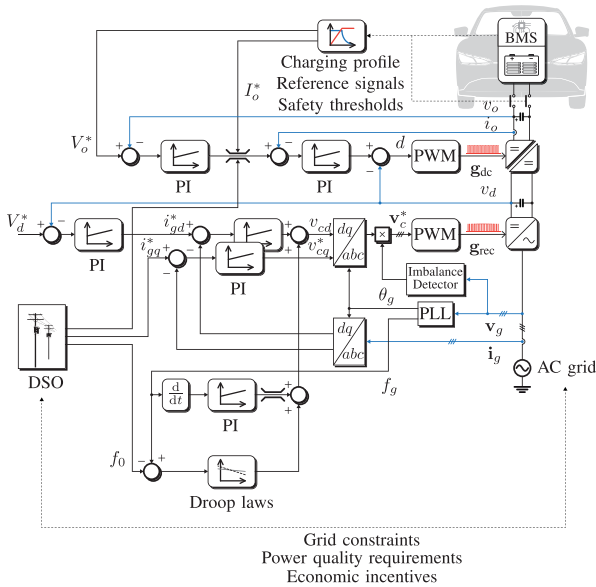 BMS
Charging profile
Reference signals
Safety thresholds
I*o
vo
io
V*o
+
−
PI
+
−
PI
+
−
d
PWM
gdc
vd
V*d
+
−
PI
i*gd
+
−
i*gq
+
−
PI
+
vcd
v*cq
+
dq
abc
×
v*c
PWM
grec
Imbalance
Detector
θg
PLL
vg
dq
abc
ig
AC grid
DSO
fg
d
dt
PI
+
+
f0
−
+
Droop laws
Grid constraints
Power quality requirements
Economic incentives